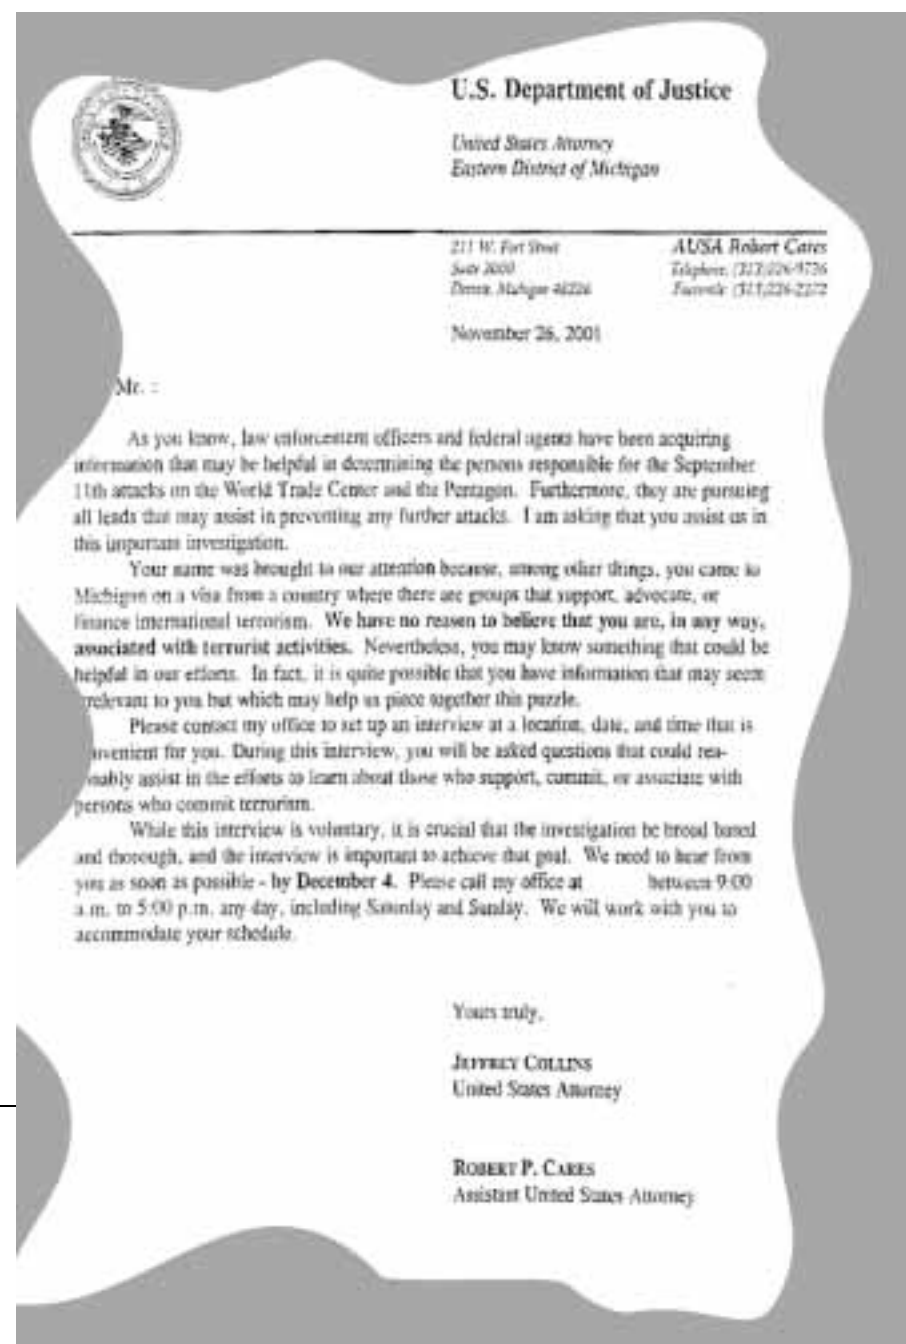 U.S. Department of Justice
United States Attorney
Eastern District of Michigan
211 W. Fort Street
AUSA Robert Cares
Suite 2000
Telephone: (313)226-9736
Detroit, Michigan 48226
Facsimile: (313)226-2372
November 26, 2001
Mr. :
As you know, law enforcement officers and federal agents have been acquiring
information that may be helpful in determining the persons responsible for the September
11th attacks on the World Trade Center and the Pentagon. Furthermore, they are pursuing
all leads that may assist in preventing any further attacks. I am asking that you assist us in
this important investigation.
Your name was brought to our attention because, among other things, you came to
Michigan on a visa from a country where there are groups that support, advocate, or
finance international terrorism. We have no reason to believe that you are, in any way,
associated with terrorist activities. Nevertheless, you may know something that could be
helpful in our efforts. In fact, it is quite possible that you have information that may seem
rrelevant to you but which may help us piece together this puzzle.
Please contact my office to set up an interview at a location, date, and time that is
onvenient for you. During this interview, you will be asked questions that could rea-
onably assist in the efforts to learn about those who support, commit, or associate with
persons who commit terrorism.
While this interview is voluntary, it is crucial that the investigation be broad based
and thorough, and the interview is important to achieve that goal. We need to hear from
you as soon as possible - by December 4. Please call my office at between 9:00
a.m. to 5:00 p.m. any day, including Saturday and Sunday. We will work with you to
accommodate your schedule.
Yours truly,
JEFFREY COLLINS
United States Attorney
ROBERT P. CARES
Assistant United States Attorney